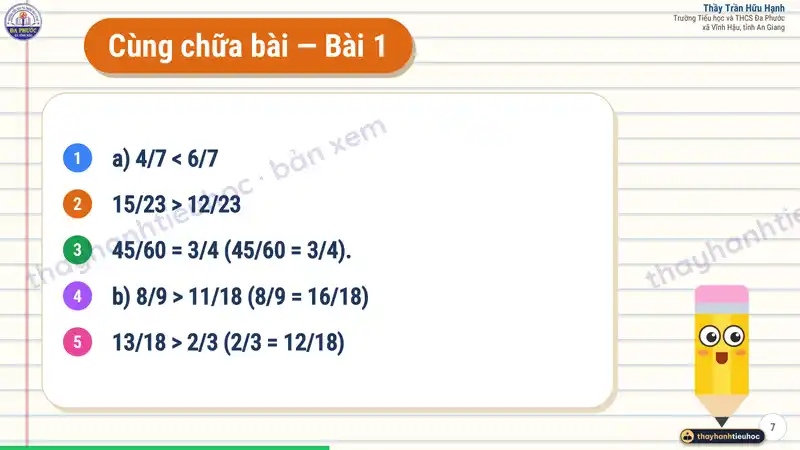 Thầy Trần Hữu Hạnh
Trường Tiểu học và THCS Đa Phước
xã Vĩnh Hậu, tỉnh An Giang
ĐA PHƯỚC
Cùng chữa bài – Bài 1
1 a) 4/7 < 6/7
2 15/23 > 12/23
3 45/60 = 3/4 (45/60 = 3/4).
4 b) 8/9 > 11/18 (8/9 = 16/18)
5 13/18 > 2/3 (2/3 = 12/18)
thayhanhtieuhoc · bản xem
thayhanhtieu
7
thayhanhtieuhoc